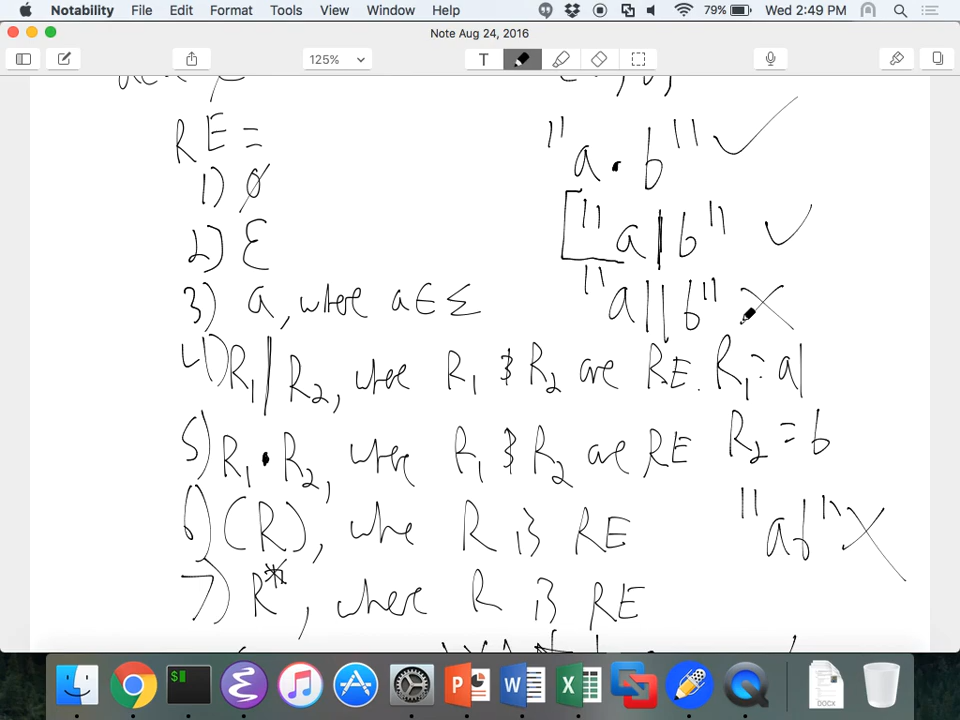 Notability File Edit Format Tools View Window Help 79% Wed 2:49 PM
Note Aug 24, 2016
125% T
RE =
1) ∅
2) ε
3) a, where a ∈ Σ
4) R1 | R2, where R1 & R2 are RE.
5) R1 · R2, where R1 & R2 are RE
6) (R), whe R is RE
7) R*, where R is RE
"a · b" ✓
["a | b" ✓
"a || b" ✗
R1 = a|
R2 = b
"ab" ✗
$
P W X
DOCX